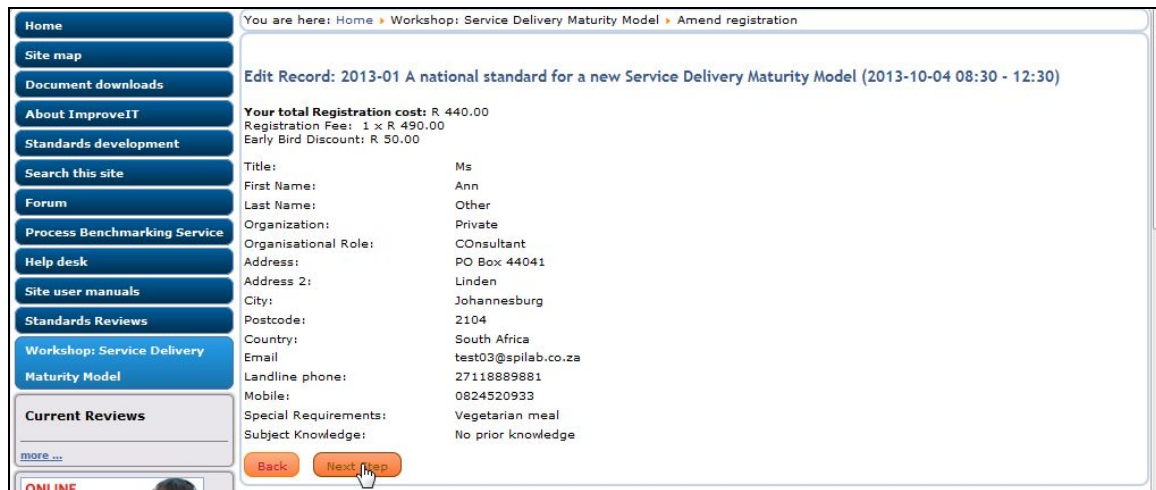 Home
Site map
Document downloads
About ImproveIT
Standards development
Search this site
Forum
Process Benchmarking Service
Help desk
Site user manuals
Standards Reviews
Workshop: Service Delivery
Maturity Model
Current Reviews
more ...
ONLINE
You are here: Home Workshop: Service Delivery Maturity Model Amend registration
Edit Record: 2013-01 A national standard for a new Service Delivery Maturity Model (2013-10-04 08:30 - 12:30)
Your total Registration cost: R 440.00
Registration Fee: 1 x R 490.00
Early Bird Discount: R 50.00
Title: Ms
First Name: Ann
Last Name: Other
Organization: Private
Organisational Role: COnsultant
Address: PO Box 44041
Address 2: Linden
City: Johannesburg
Postcode: 2104
Country: South Africa
Email test03@spilab.co.za
Landline phone: 27118889881
Mobile: 0824520933
Special Requirements: Vegetarian meal
Subject Knowledge: No prior knowledge
Back Next Step